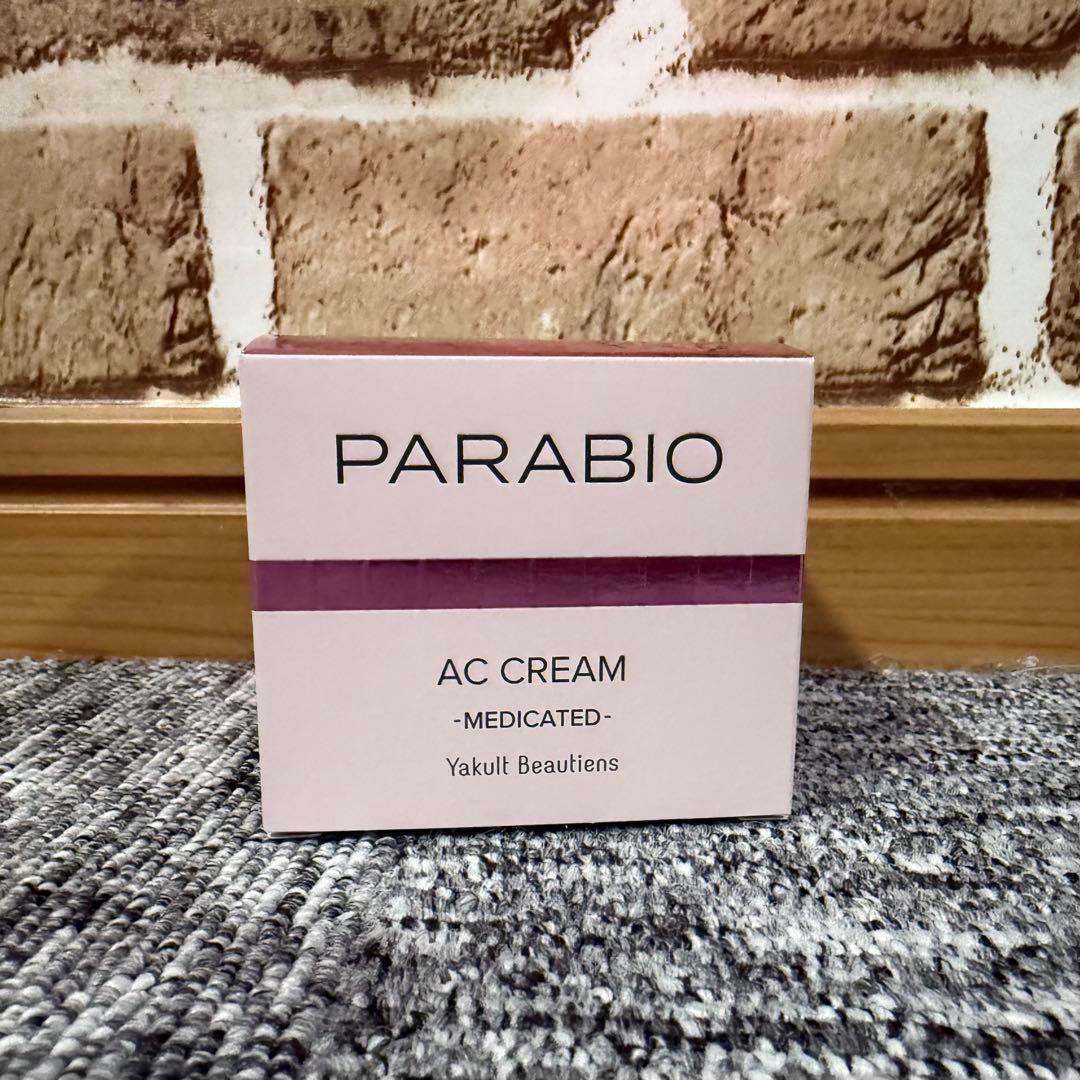 PARABIO
AC CREAM
-MEDICATED-
Yakult Beautiens